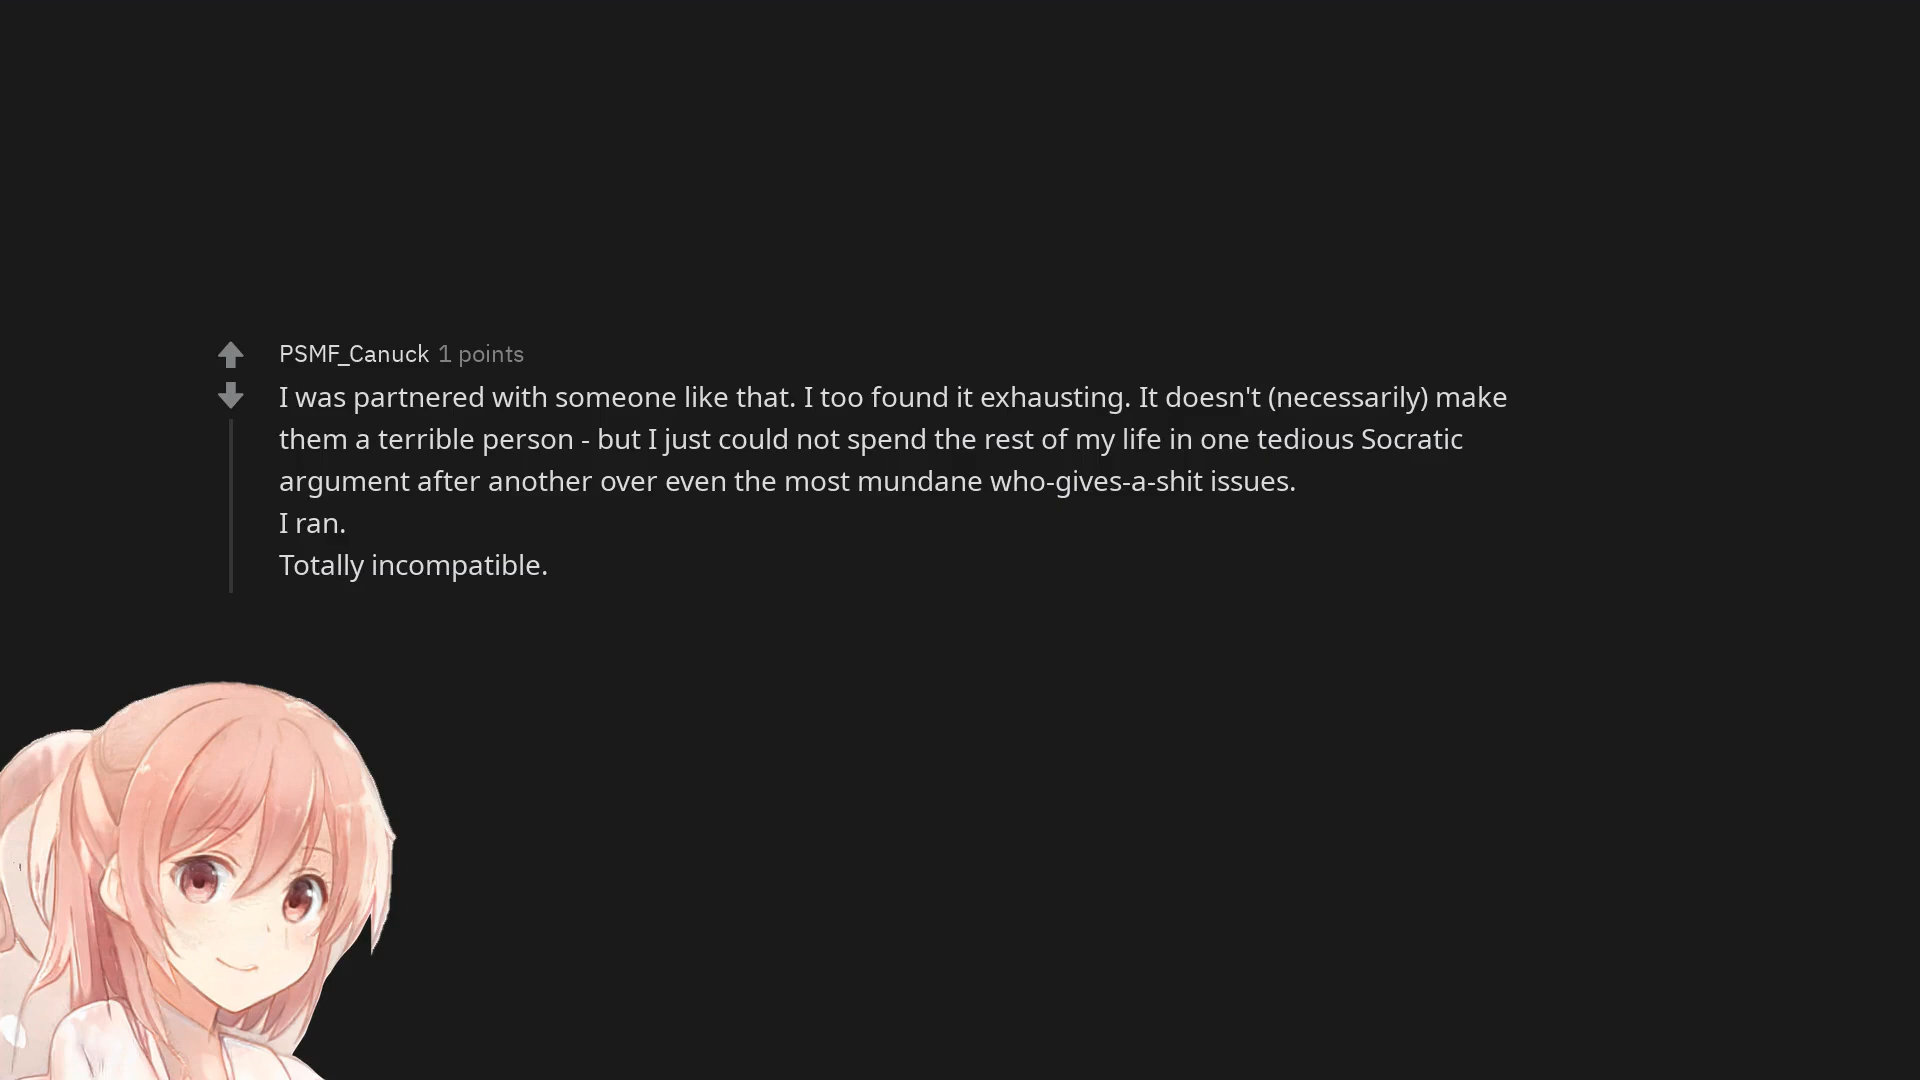 PSMF_Canuck 1 points
I was partnered with someone like that. I too found it exhausting. It doesn't (necessarily) make
them a terrible person - but I just could not spend the rest of my life in one tedious Socratic
argument after another over even the most mundane who-gives-a-shit issues.
I ran.
Totally incompatible.